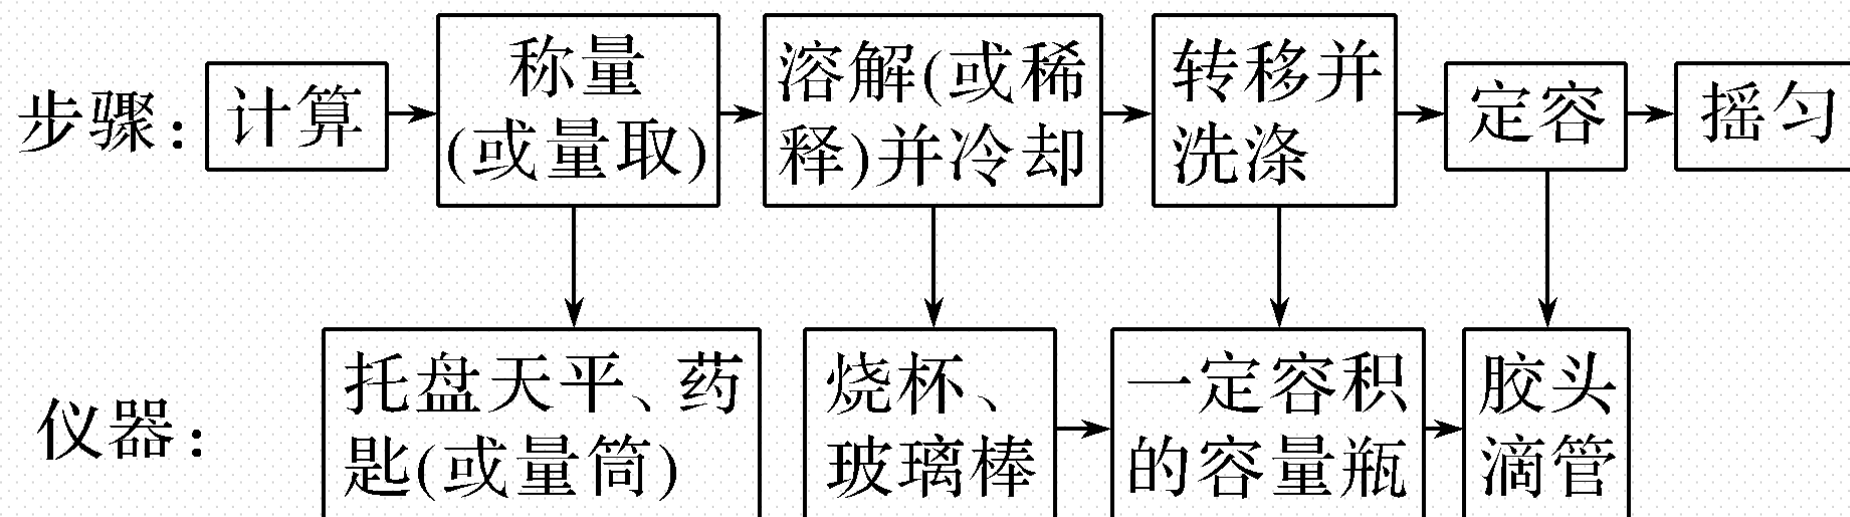 步骤：
计算
称量
(或量取)
溶解(或稀
释)并冷却
转移并
洗涤
定容
摇匀
仪器：
托盘天平、药
匙(或量筒)
烧杯、
玻璃棒
一定容积
的容量瓶
胶头
滴管